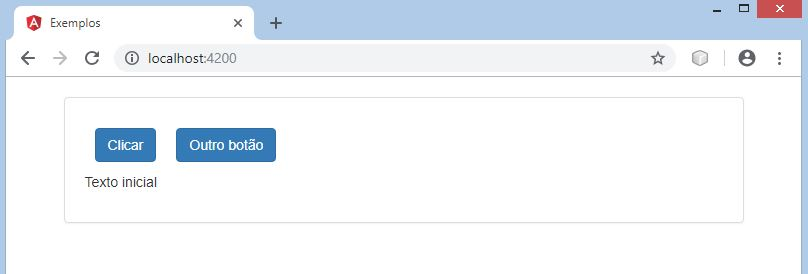 Exemplos
localhost:4200
Clicar Outro botão
Texto inicial